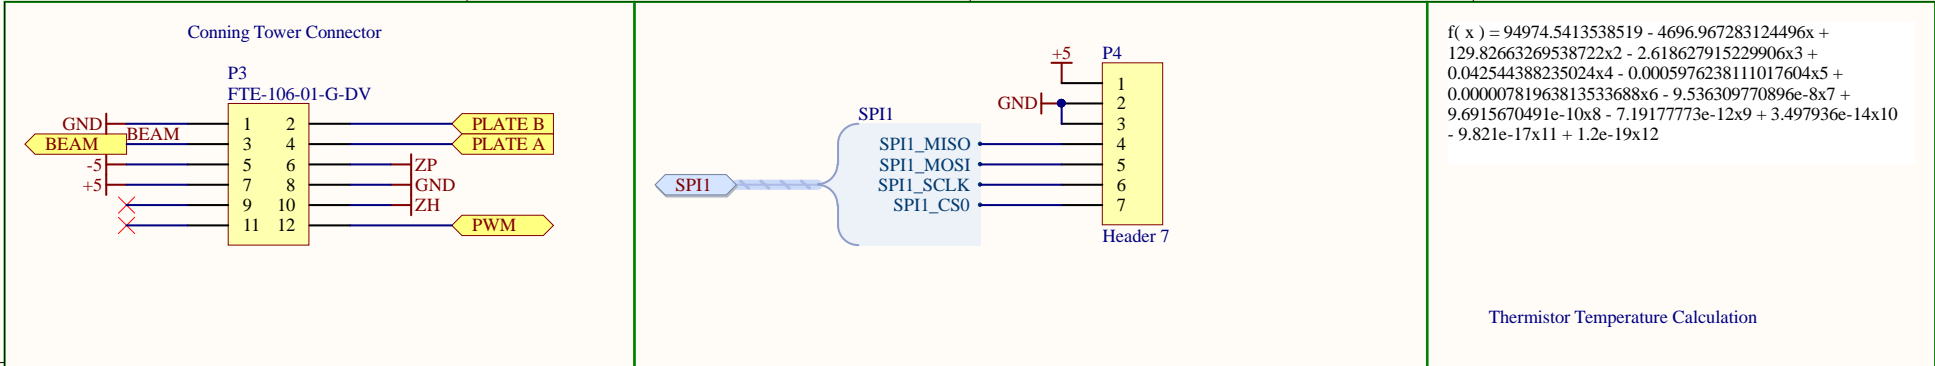 Conning Tower Connector
P3
FTE-106-01-G-DV
GND 1 2 PLATE B
BEAM BEAM 3 4 PLATE A
-5 5 6 ZP
+5 7 8 GND
9 10 ZH
11 12 PWM
SPI1
SPI1
SPI1_MISO
SPI1_MOSI
SPI1_SCLK
SPI1_CS0
+5
GND
P4
1
2
3
4
5
6
7
Header 7
f( x ) = 94974.5413538519 - 4696.967283124496x +
129.82663269538722x2 - 2.618627915229906x3 +
0.042544388235024x4 - 0.0005976238111017604x5 +
0.00000781963813533688x6 - 9.536309770896e-8x7 +
9.6915670491e-10x8 - 7.19177773e-12x9 + 3.497936e-14x10
- 9.821e-17x11 + 1.2e-19x12
Thermistor Temperature Calculation